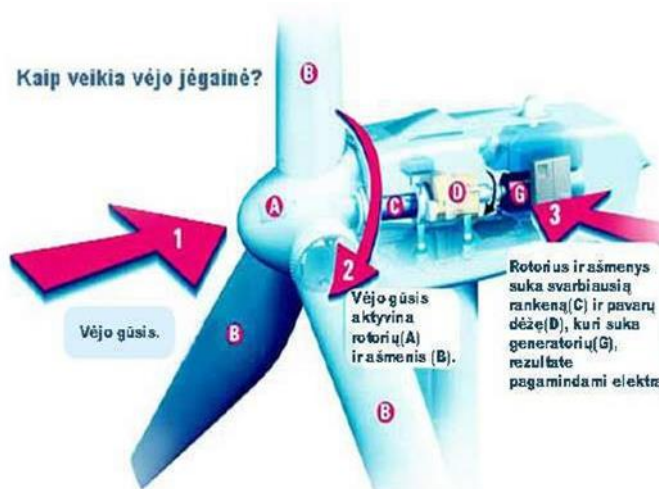 Kaip veikia vėjo jėgainė?
B
A
C
D
G
1
2
3
Vėjo gūsis.
B
Vėjo gūsis
aktyvina
rotorių(A)
ir ašmenis (B).
B
Rotorius ir ašmenys
suka svarbiausią
rankeną(C) ir pavarų
dėžę(D), kuri suka
generatorių(G),
rezultate
pagamindami elektra